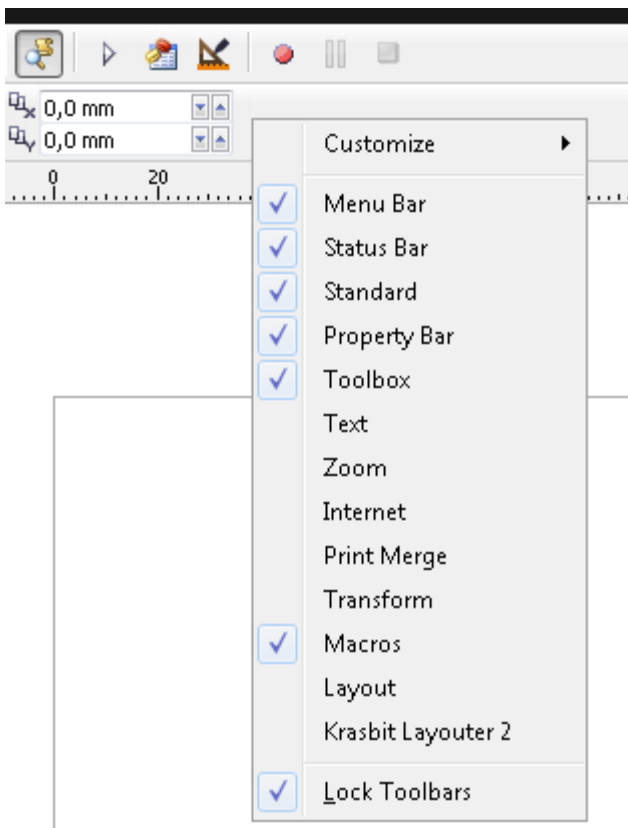 x 0,0 mm
y 0,0 mm
0 20
Customize
Menu Bar
Status Bar
Standard
Property Bar
Toolbox
Text
Zoom
Internet
Print Merge
Transform
Macros
Layout
Krasbit Layouter 2
Lock Toolbars